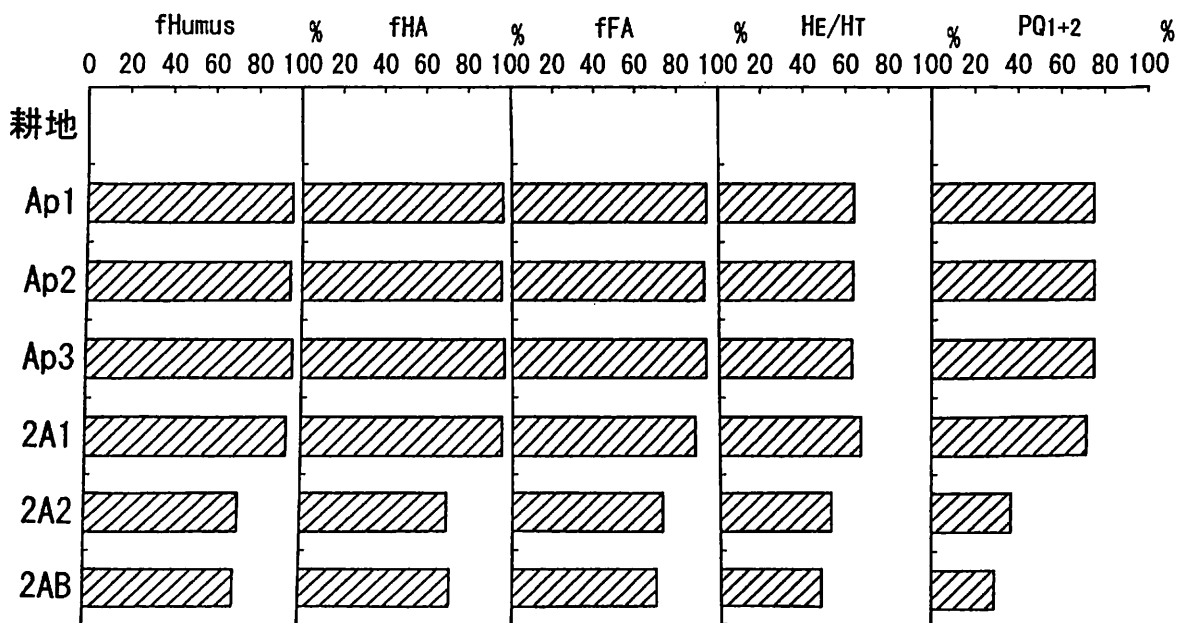 fHumus % fHA % fFA % HE/HT % PQ1+2 %
0 20 40 60 80 100 20 40 60 80 100 20 40 60 80 100 20 40 60 80 100 20 40 60 80 100
耕地
Ap1
Ap2
Ap3
2A1
2A2
2AB